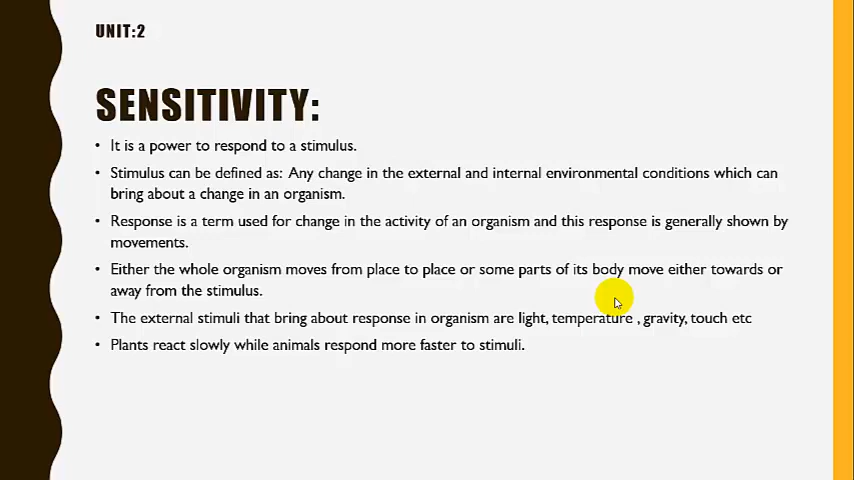 UNIT:2
SENSITIVITY:
• It is a power to respond to a stimulus.
• Stimulus can be defined as: Any change in the external and internal environmental conditions which can
bring about a change in an organism.
• Response is a term used for change in the activity of an organism and this response is generally shown by
movements.
• Either the whole organism moves from place to place or some parts of its body move either towards or
away from the stimulus.
• The external stimuli that bring about response in organism are light, temperature , gravity, touch etc
• Plants react slowly while animals respond more faster to stimuli.